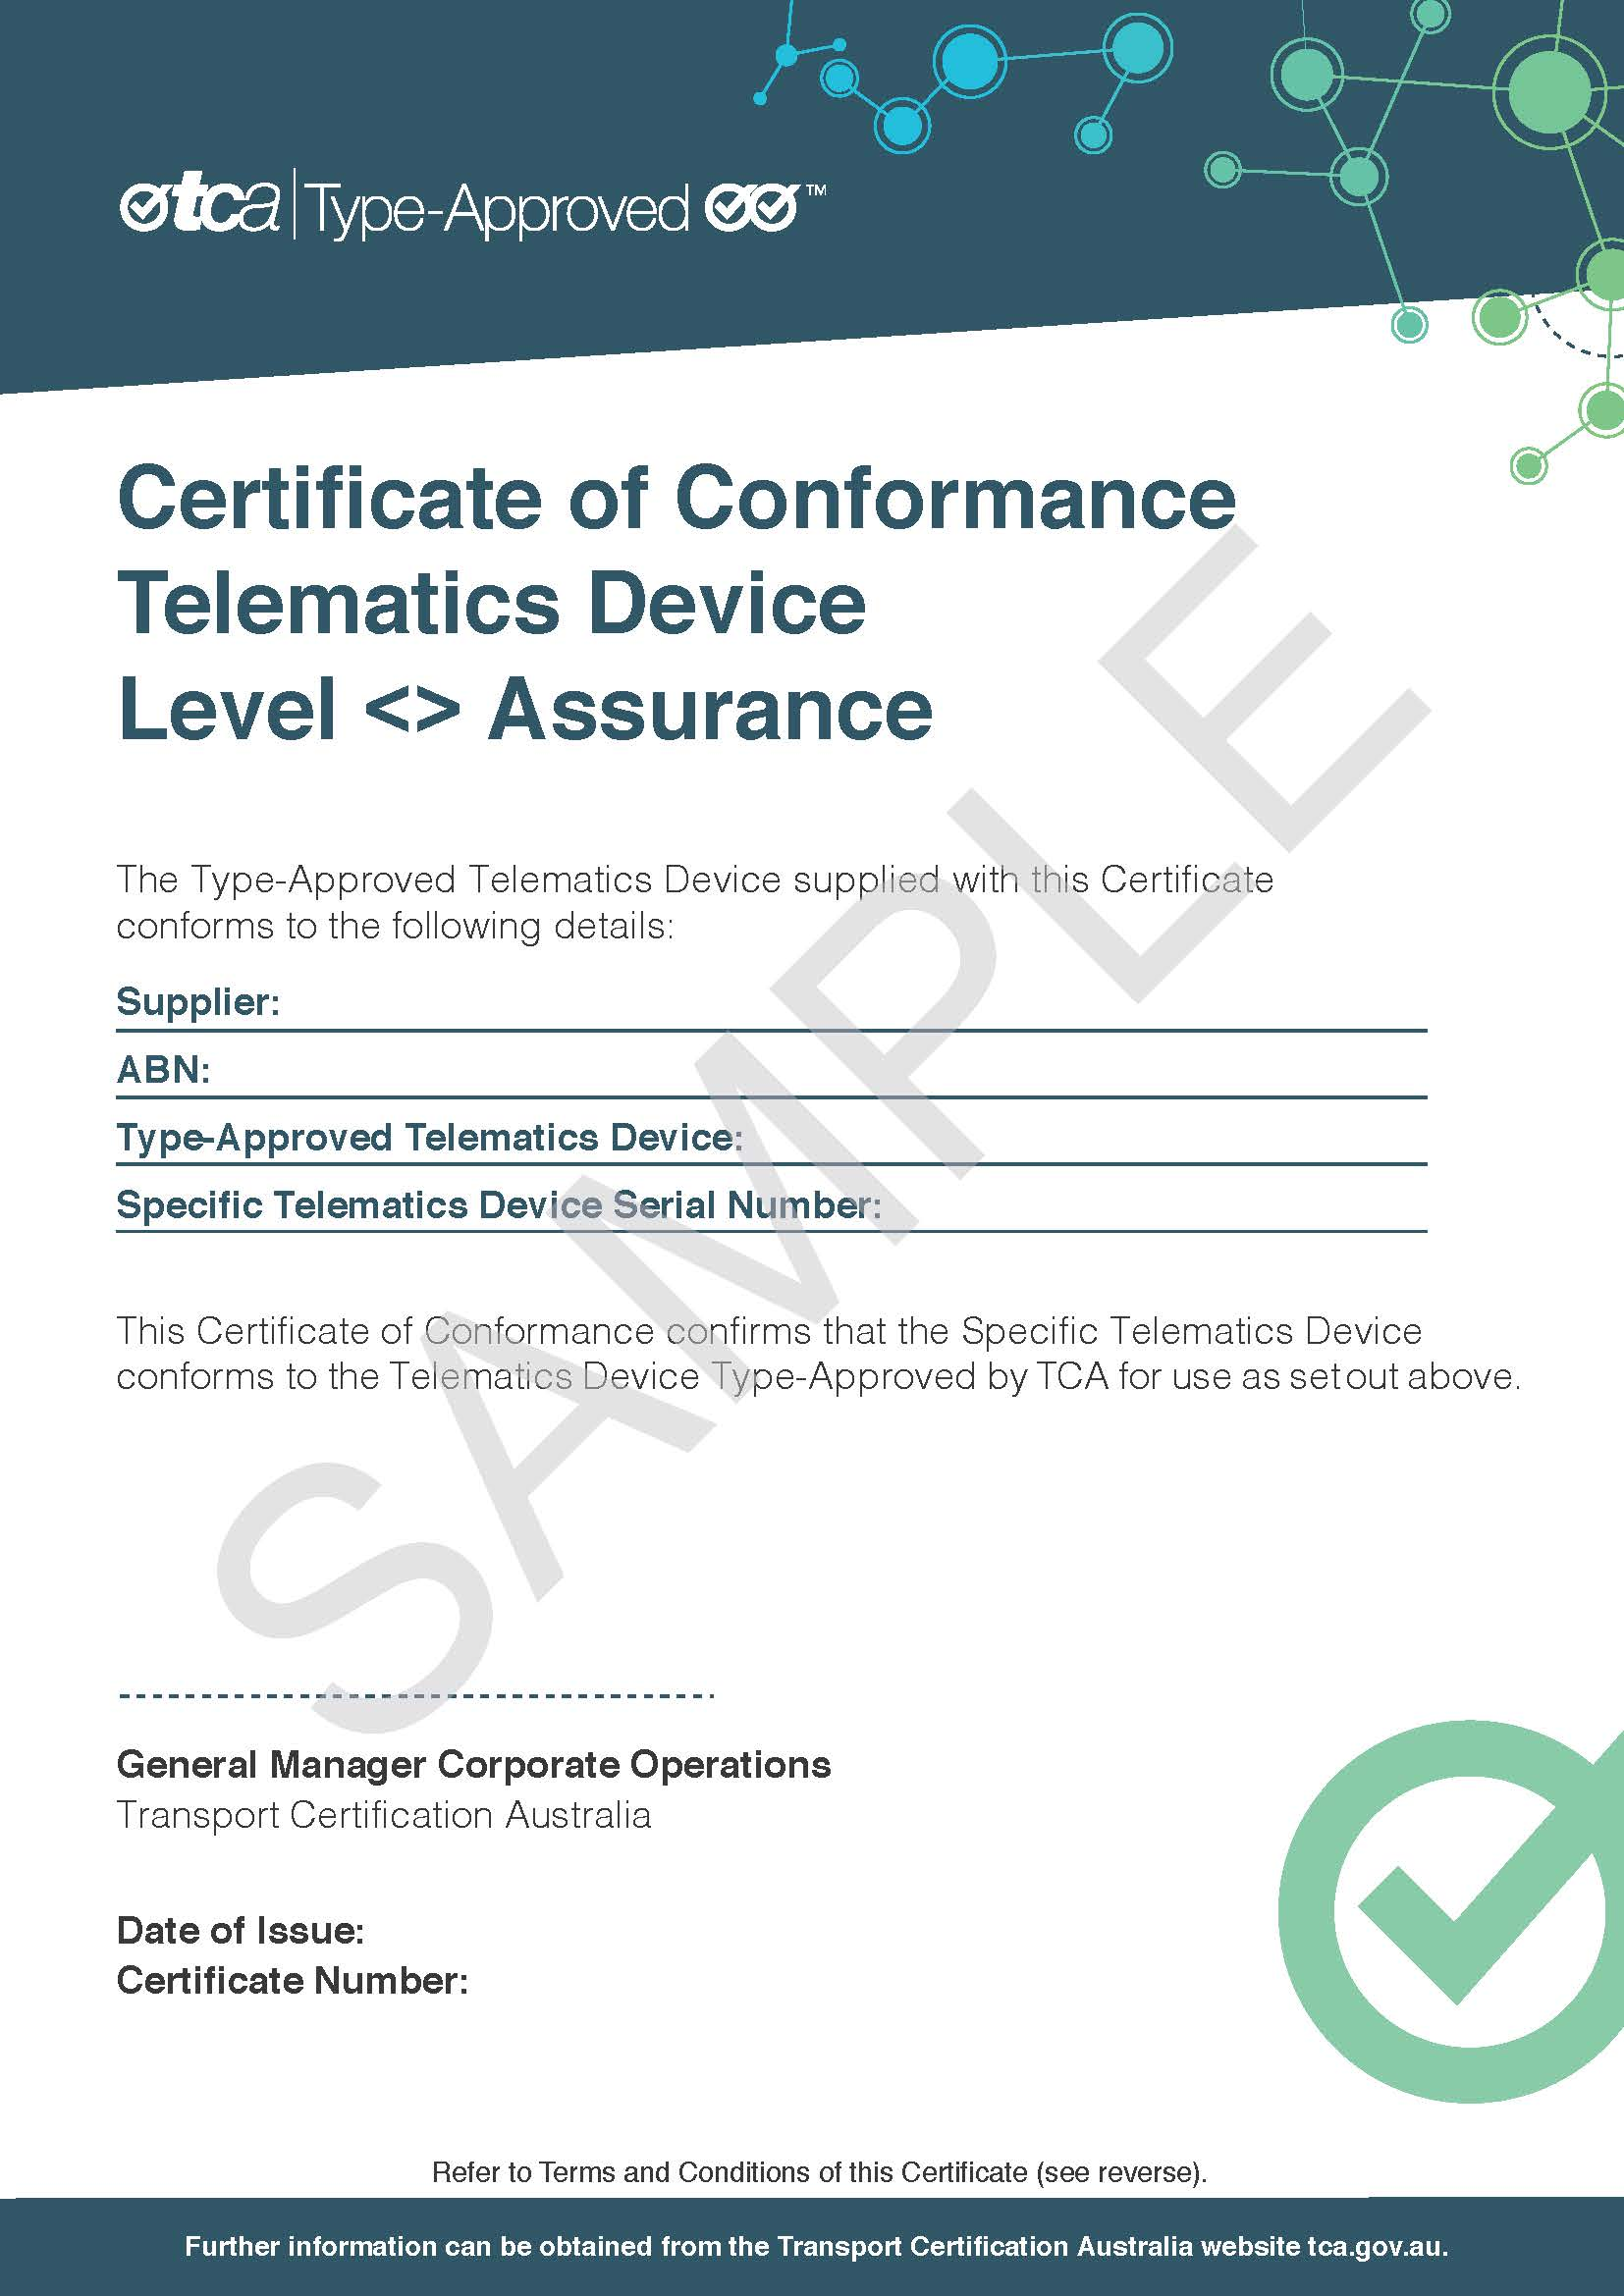 tca Type-Approved ™
Certificate of Conformance
Telematics Device
Level <> Assurance
The Type-Approved Telematics Device supplied with this Certificate
conforms to the following details:
Supplier:
ABN:
Type-Approved Telematics Device:
Specific Telematics Device Serial Number:
This Certificate of Conformance confirms that the Specific Telematics Device
conforms to the Telematics Device Type-Approved by TCA for use as set out above.
SAMPLE
General Manager Corporate Operations
Transport Certification Australia
Date of Issue:
Certificate Number:
Refer to Terms and Conditions of this Certificate (see reverse).
Further information can be obtained from the Transport Certification Australia website tca.gov.au.